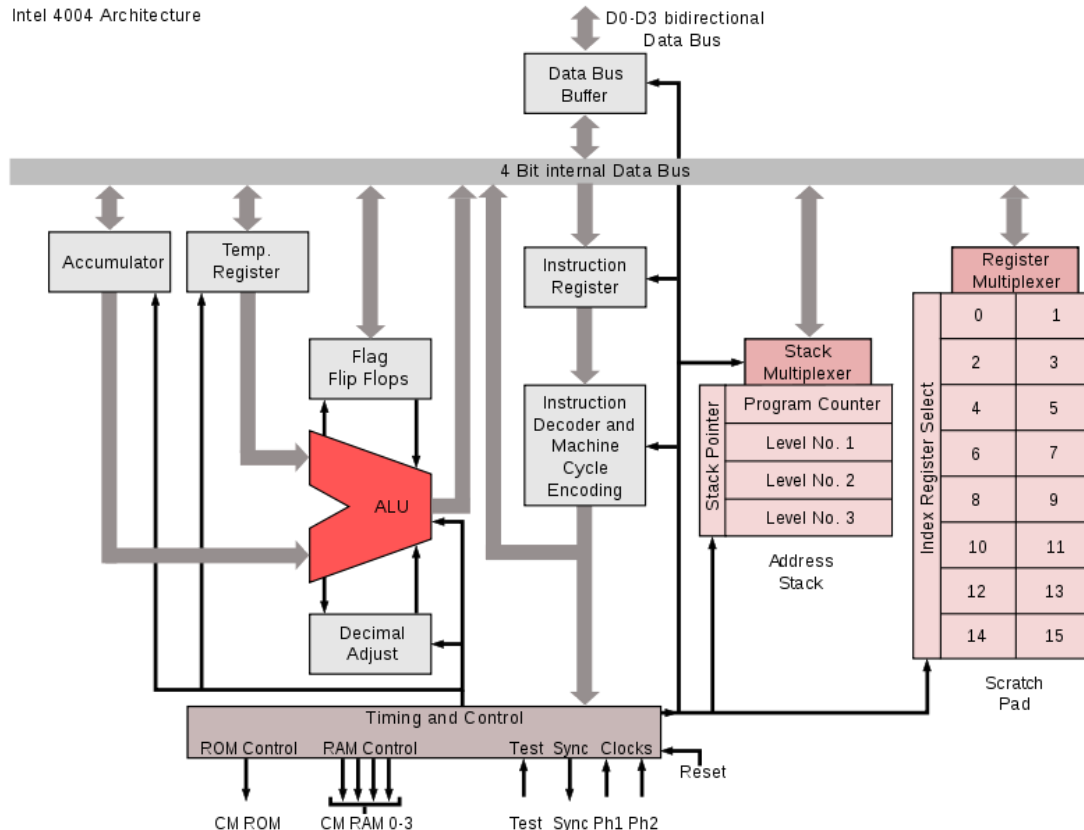 Intel 4004 Architecture
D0-D3 bidirectional
Data Bus
Data Bus
Buffer
4 Bit internal Data Bus
Accumulator
Temp.
Register
Instruction
Register
Register
Multiplexer
Flag
Flip Flops
Stack
Multiplexer
Instruction
Decoder and
Machine
Cycle
Encoding
Stack Pointer
Program Counter
Level No. 1
Level No. 2
Level No. 3
Address
Stack
Index Register Select
0 1
2 3
4 5
6 7
8 9
10 11
12 13
14 15
Scratch
Pad
ALU
Decimal
Adjust
Timing and Control
ROM Control RAM Control Test Sync Clocks
Reset
CM ROM CM RAM 0-3 Test Sync Ph1 Ph2